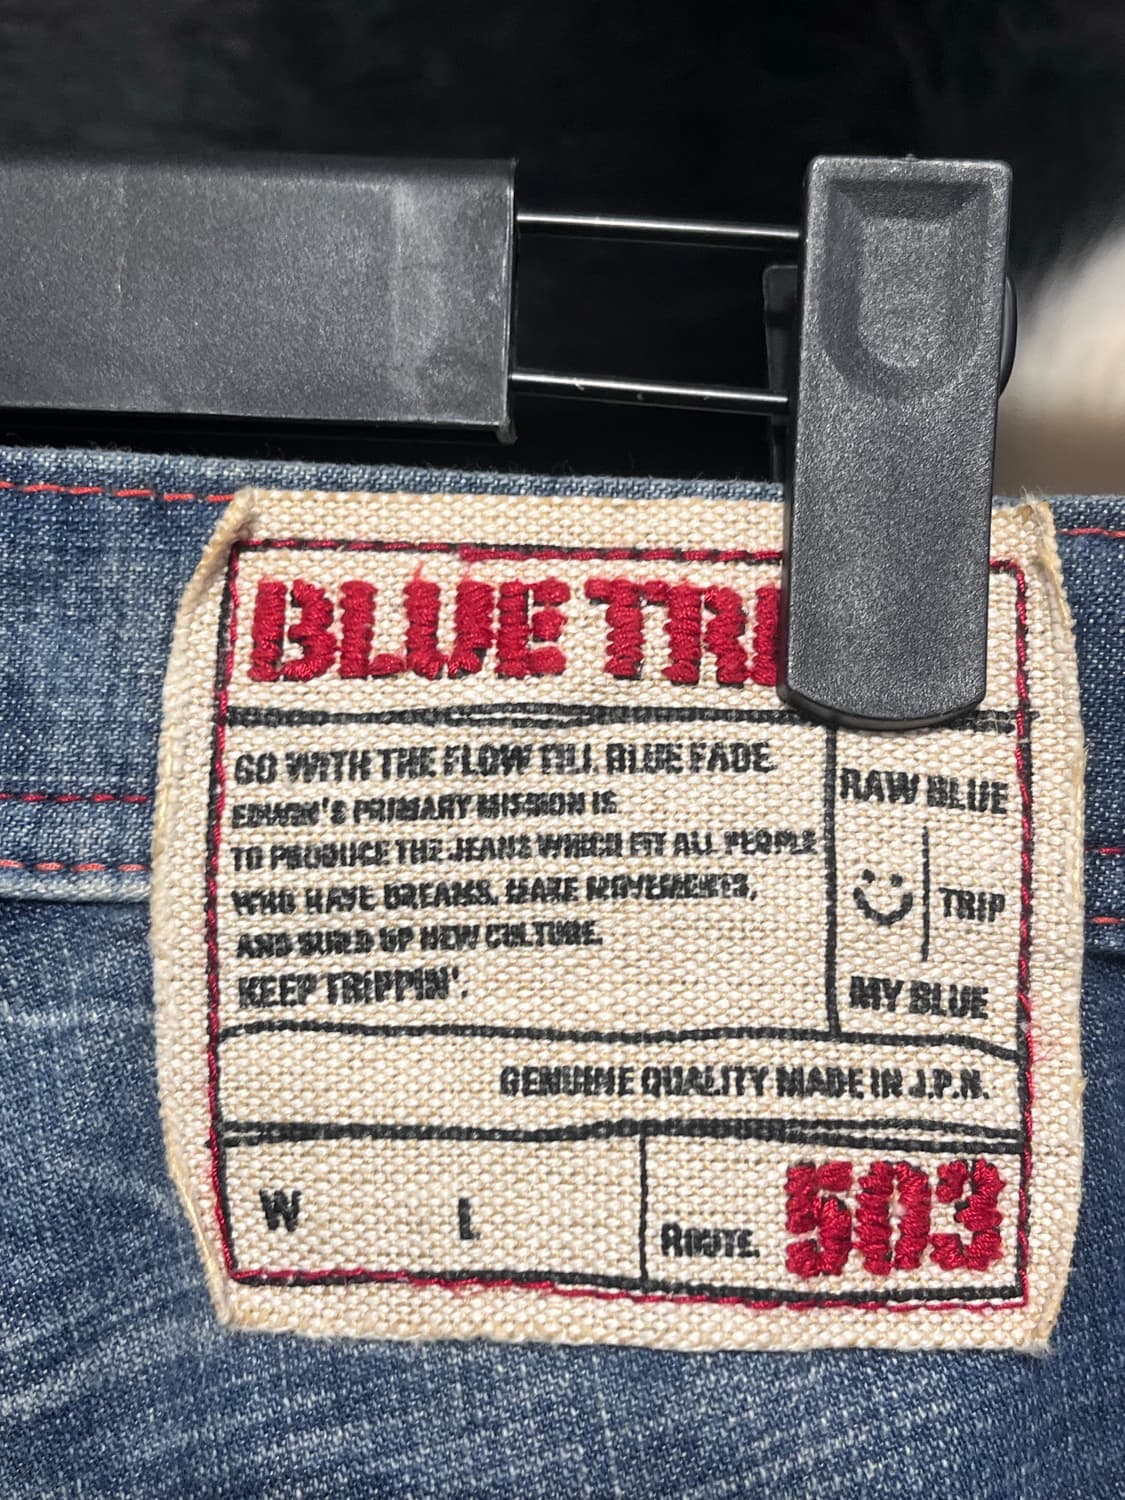 BLUE TRI
GO WITH THE FLOW TILL BLUE FADE
EDWIN'S PRIMARY MISSION IS
TO PRODUCE THE JEANS WHICH FIT ALL PEOPLE
WHO HAVE DREAMS, MAKE MOVEMENTS,
AND BUILD UP NEW CULTURE.
KEEP TRIPPIN'.
RAW BLUE
TRIP
MY BLUE
GENUINE QUALITY MADE IN J.P.N.
W L
ROUTE. 503